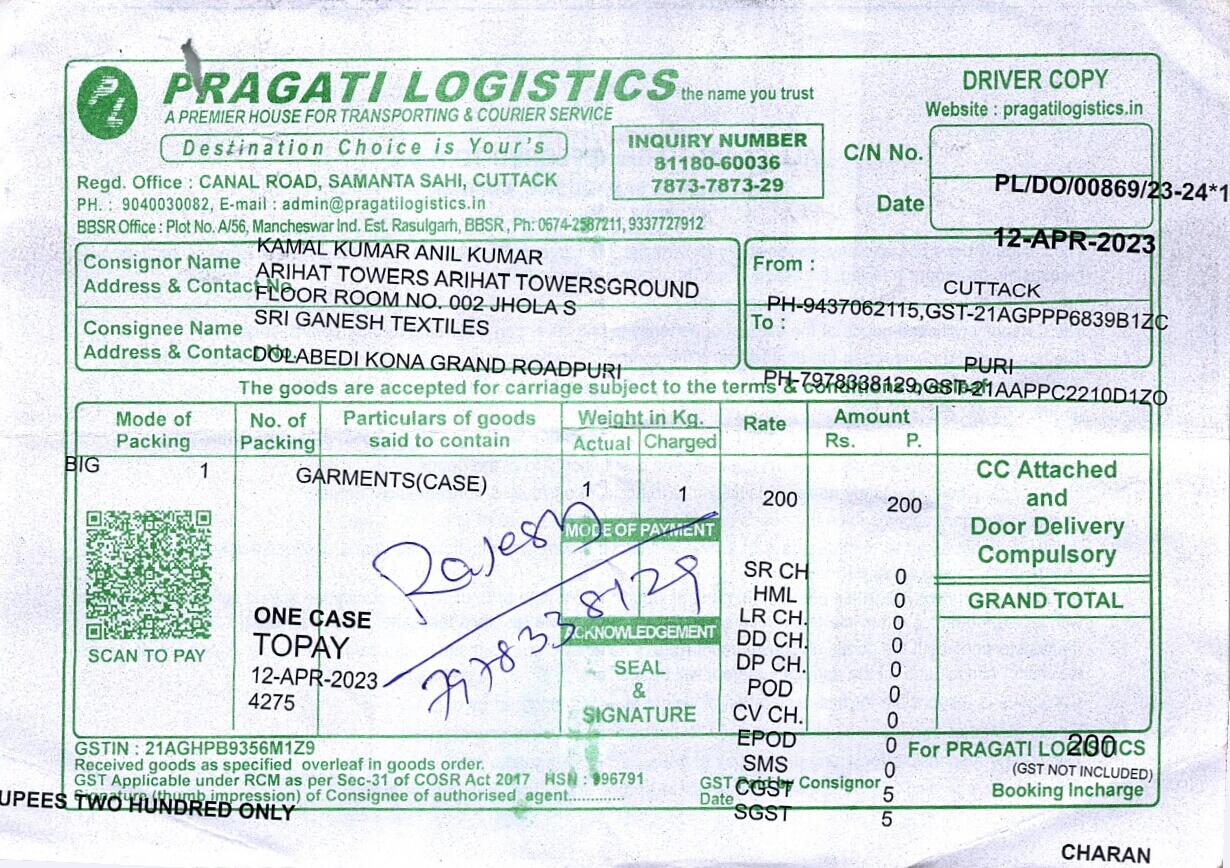 PL
PRAGATI LOGISTICS the name you trust
A PREMIER HOUSE FOR TRANSPORTING & COURIER SERVICE
Destination Choice is Your's
Regd. Office : CANAL ROAD, SAMANTA SAHI, CUTTACK
PH. : 9040030082, E-mail : admin@pragatilogistics.in
BBSR Office : Plot No. A/56, Mancheswar Ind. Est. Rasulgarh, BBSR, Ph: 0674-2587211, 9337727912
INQUIRY NUMBER
81180-60036
7873-7873-29
DRIVER COPY
Website : pragatilogistics.in
C/N No.
PL/DO/00869/23-24*1
Date
12-APR-2023
Consignor Name
Address & Contact No.
KAMAL KUMAR ANIL KUMAR
ARIHAT TOWERS ARIHAT TOWERSGROUND
FLOOR ROOM NO. 002 JHOLA S
From :
CUTTACK
PH-9437062115,GST-21AGPPP6839B1ZC
Consignee Name
Address & Contact No.
SRI GANESH TEXTILES
DOLABEDI KONA GRAND ROADPURI
To :
PURI
PH-7978338129,GST-21AAPPC2210D1ZO
The goods are accepted for carriage subject to the terms & conditions overleaf
Mode of Packing
No. of Packing
Particulars of goods said to contain
Weight in Kg.
Actual Charged
Rate
Amount
Rs. P.
BIG 1 GARMENTS(CASE) 1 1 200 200
CC Attached
and
Door Delivery
Compulsory
GRAND TOTAL
SCAN TO PAY
ONE CASE
TOPAY
12-APR-2023
4275
Rajesh
7978338129
MODE OF PAYMENT
ACKNOWLEDGEMENT
SEAL
&
SIGNATURE
SR CH 0
HML 0
LR CH. 0
DD CH. 0
DP CH. 0
POD 0
CV CH. 0
EPOD 0
SMS 0
CGST 5
SGST 5
200
GSTIN : 21AGHPB9356M1Z9
Received goods as specified overleaf in goods order.
GST Applicable under RCM as per Sec-31 of COSR Act 2017 HSN : 996791
Signature (thumb impression) of Consignee of authorised agent.............
UPEES TWO HUNDRED ONLY
GST Paid by Consignor
Date
For PRAGATI LOGISTICS
(GST NOT INCLUDED)
Booking Incharge
CHARAN